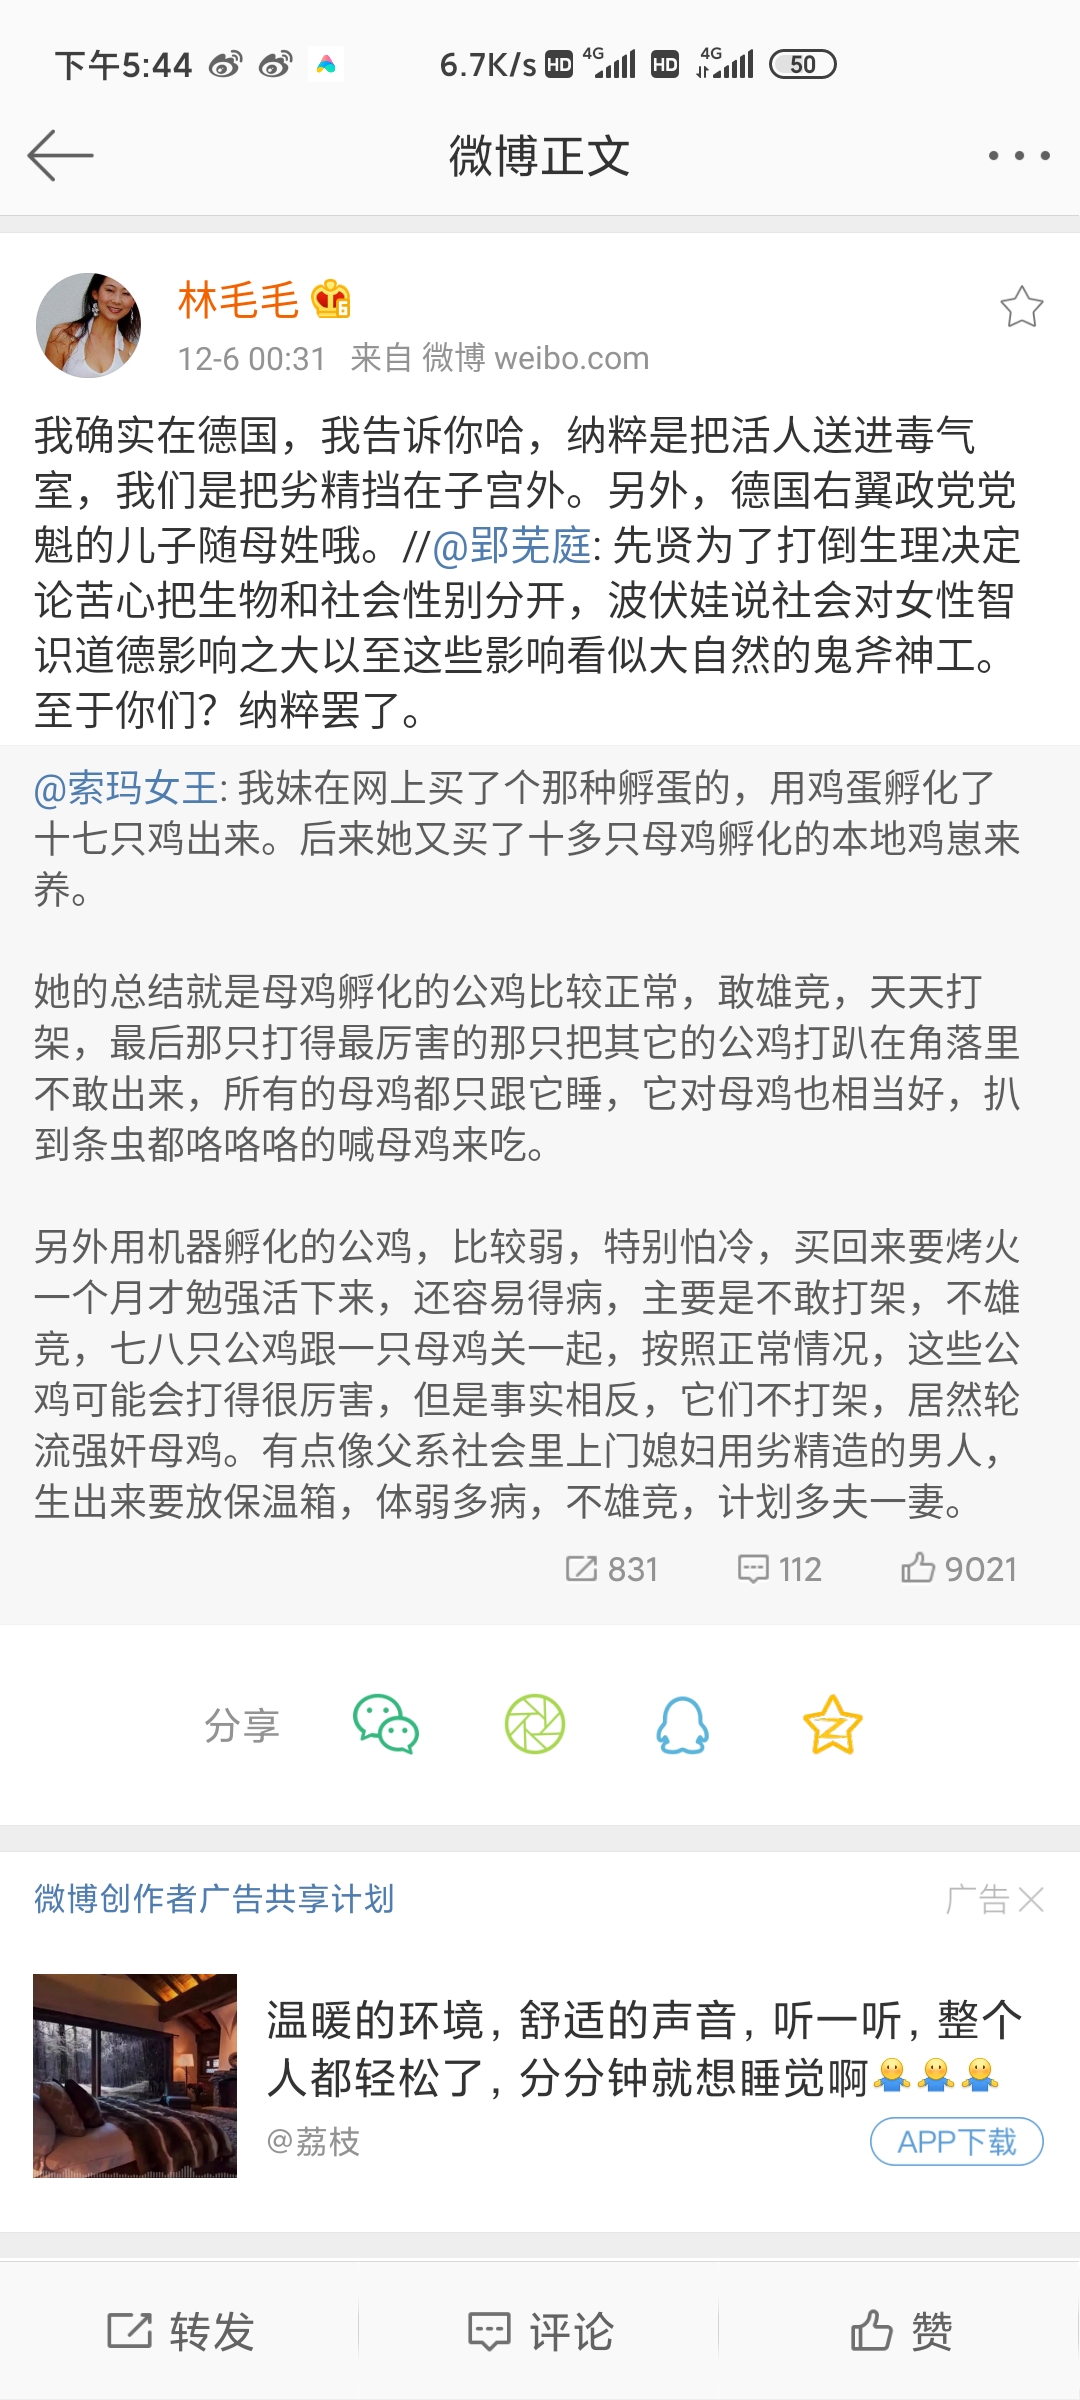 下午5:44
6.7K/s HD 4G HD 4G 50
微博正文
林毛毛 6
12-6 00:31 来自 微博 weibo.com
我确实在德国，我告诉你哈，纳粹是把活人送进毒气
室，我们是把劣精挡在子宫外。另外，德国右翼政党党
魁的儿子随母姓哦。//@郢芜庭: 先贤为了打倒生理决定
论苦心把生物和社会性别分开，波伏娃说社会对女性智
识道德影响之大以至这些影响看似大自然的鬼斧神工。
至于你们？纳粹罢了。
@索玛女王: 我妹在网上买了个那种孵蛋的，用鸡蛋孵化了
十七只鸡出来。后来她又买了十多只母鸡孵化的本地鸡崽来
养。
她的总结就是母鸡孵化的公鸡比较正常，敢雄竞，天天打
架，最后那只打得最厉害的那只把其它的公鸡打趴在角落里
不敢出来，所有的母鸡都只跟它睡，它对母鸡也相当好，扒
到条虫都咯咯咯的喊母鸡来吃。
另外用机器孵化的公鸡，比较弱，特别怕冷，买回来要烤火
一个月才勉强活下来，还容易得病，主要是不敢打架，不雄
竞，七八只公鸡跟一只母鸡关一起，按照正常情况，这些公
鸡可能会打得很厉害，但是事实相反，它们不打架，居然轮
流强奸母鸡。有点像父系社会里上门媳妇用劣精造的男人，
生出来要放保温箱，体弱多病，不雄竞，计划多夫一妻。
831 112 9021
分享
微博创作者广告共享计划 广告
温暖的环境，舒适的声音，听一听，整个
人都轻松了，分分钟就想睡觉啊🤷🤷🤷
@荔枝 APP下载
转发 评论 赞